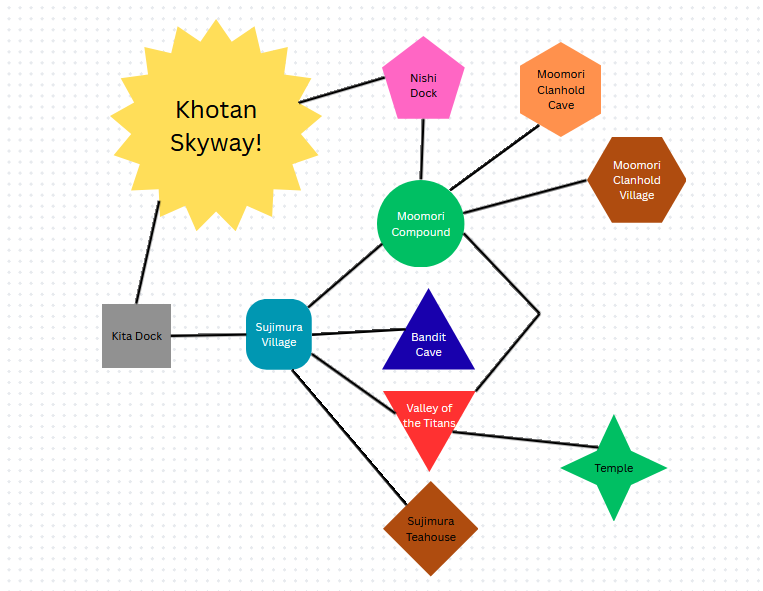 Khotan
Skyway!
Nishi
Dock
Moomori
Clanhold
Cave
Moomori
Clanhold
Village
Moomori
Compound
Kita Dock
Sujimura
Village
Bandit
Cave
Valley of
the Titans
Temple
Sujimura
Teahouse